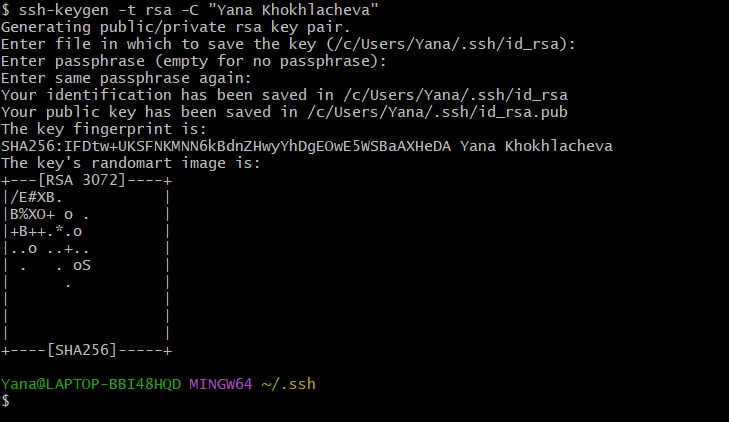 $ ssh-keygen -t rsa -C "Yana Khokhlacheva"
Generating public/private rsa key pair.
Enter file in which to save the key (/c/Users/Yana/.ssh/id_rsa):
Enter passphrase (empty for no passphrase):
Enter same passphrase again:
Your identification has been saved in /c/Users/Yana/.ssh/id_rsa
Your public key has been saved in /c/Users/Yana/.ssh/id_rsa.pub
The key fingerprint is:
SHA256:IFDtw+UKSFNKMNN6kBdnZHwyYhDgEOwE5WSBaAXHeDA Yana Khokhlacheva
The key's randomart image is:
+---[RSA 3072]----+
|/E#XB.           |
|B%XO+ o .        |
|+B++.*.o         |
|..o ..+..        |
| .   . oS        |
|      .          |
|                 |
|                 |
|                 |
+----[SHA256]-----+
Yana@LAPTOP-BBI48HQD MINGW64 ~/.ssh
$